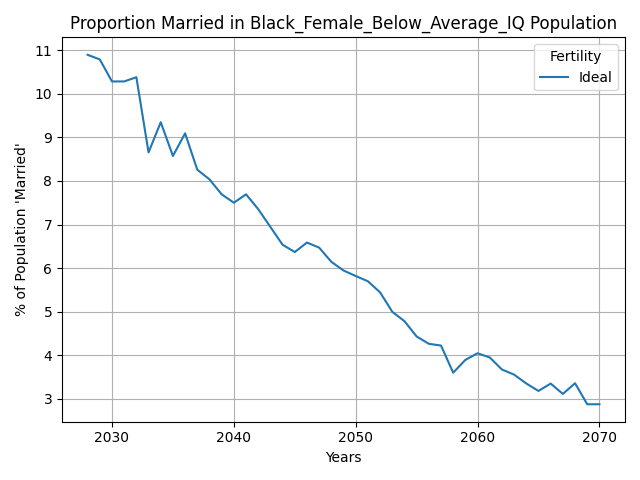 Proportion Married in Black_Female_Below_Average_IQ Population
Fertility
Ideal
% of Population 'Married'
11
10
9
8
7
6
5
4
3
2030
2040
2050
2060
2070
Years